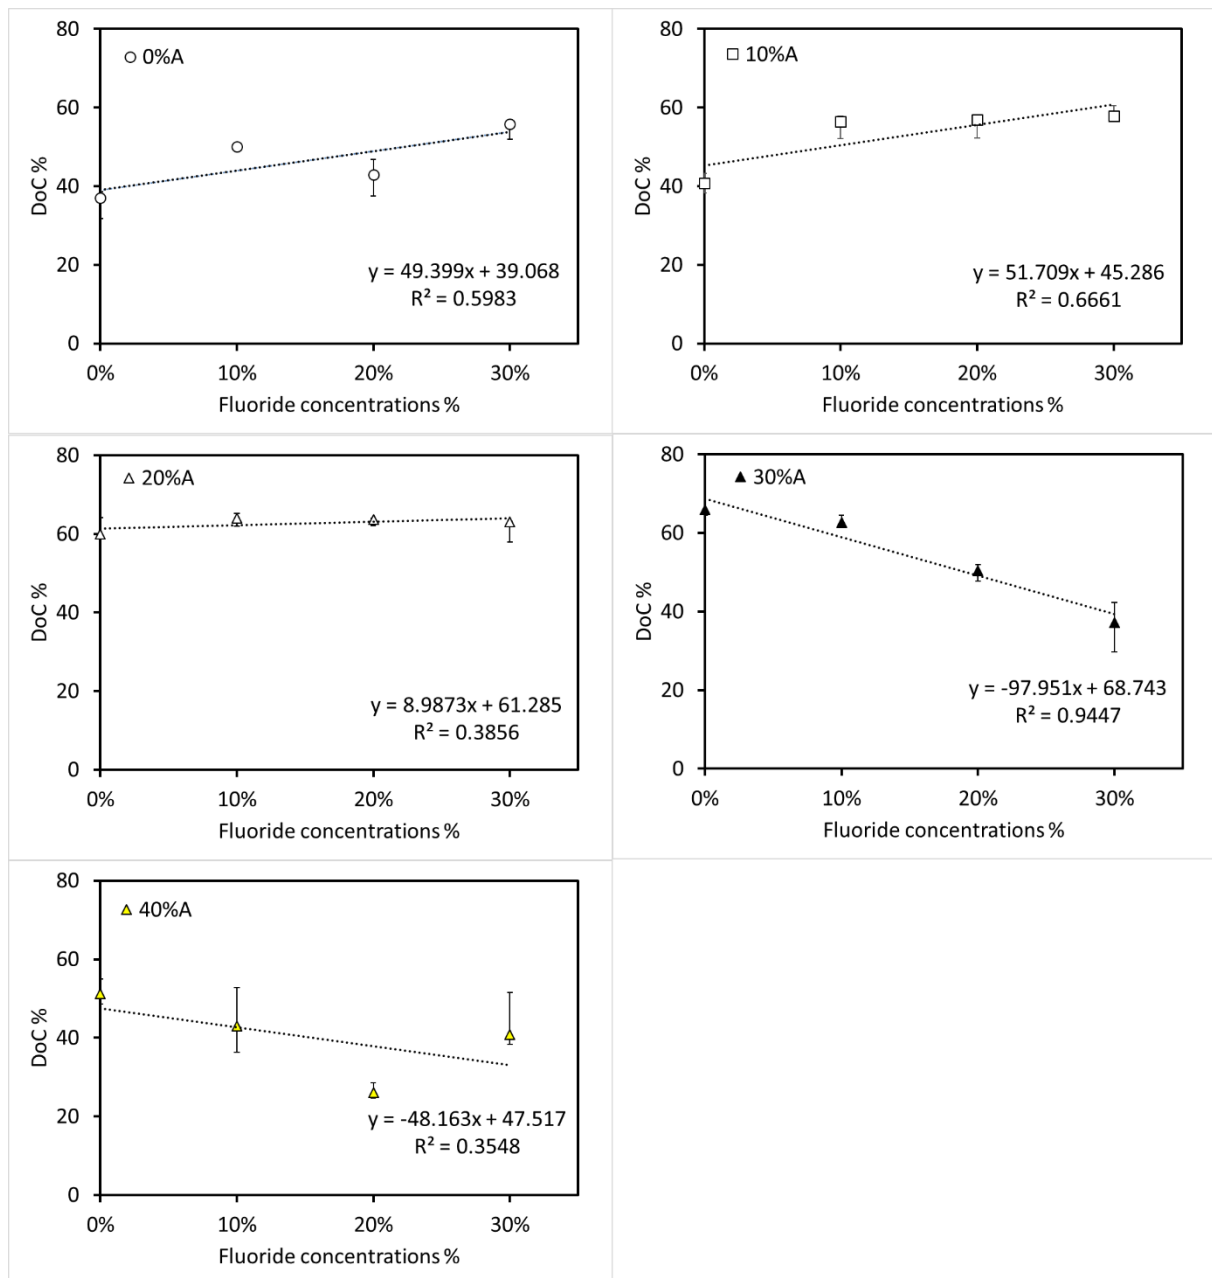 80
60
40
20
0
DoC %
0%A
y = 49.399x + 39.068
R² = 0.5983
0% 10% 20% 30%
Fluoride concentrations %
80
60
40
20
0
DoC %
10%A
y = 51.709x + 45.286
R² = 0.6661
0% 10% 20% 30%
Fluoride concentrations %
80
60
40
20
0
DoC %
20%A
y = 8.9873x + 61.285
R² = 0.3856
0% 10% 20% 30%
Fluoride concentrations %
80
60
40
20
0
DoC %
30%A
y = -97.951x + 68.743
R² = 0.9447
0% 10% 20% 30%
Fluoride concentrations %
80
60
40
20
0
DoC %
40%A
y = -48.163x + 47.517
R² = 0.3548
0% 10% 20% 30%
Fluoride concentrations %